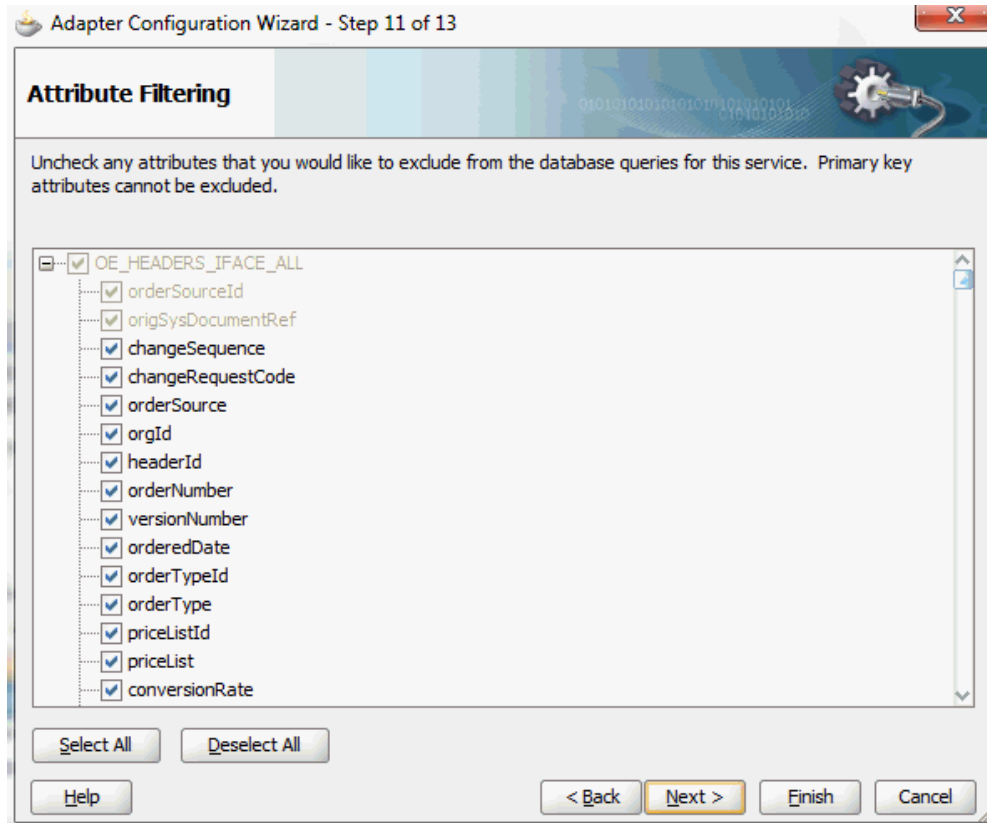 Adapter Configuration Wizard - Step 11 of 13
Attribute Filtering
Uncheck any attributes that you would like to exclude from the database queries for this service. Primary key
attributes cannot be excluded.
OE_HEADERS_IFACE_ALL
orderSourceId
origSysDocumentRef
changeSequence
changeRequestCode
orderSource
orgId
headerId
orderNumber
versionNumber
orderedDate
orderTypeId
orderType
priceListId
priceList
conversionRate
Select All Deselect All
Help < Back Next > Finish Cancel